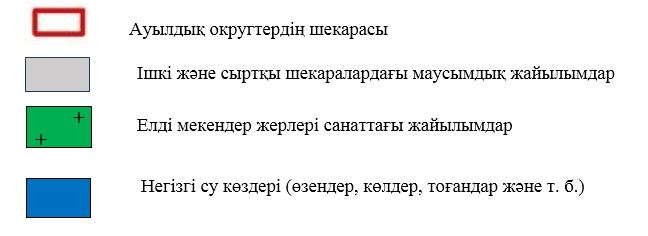 Ауылдық округтердің шекарасы
Ішкі және сыртқы шекаралардағы маусымдық жайылымдар
Елді мекендер жерлері санаттағы жайылымдар
Негізгі су көздері (өзендер, көлдер, тоғандар және т. б.)